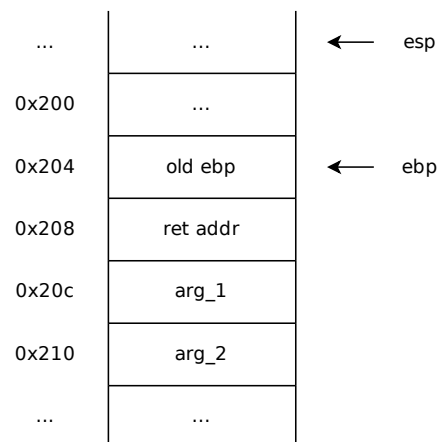 ... ... esp
0x200 ...
0x204 old ebp ebp
0x208 ret addr
0x20c arg_1
0x210 arg_2
... ...